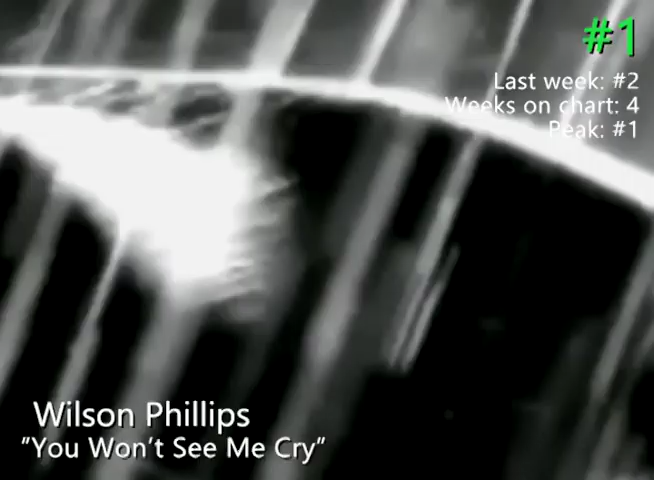 #1
Last week: #2
Weeks on chart: 4
Peak: #1
Wilson Phillips
"You Won't See Me Cry"